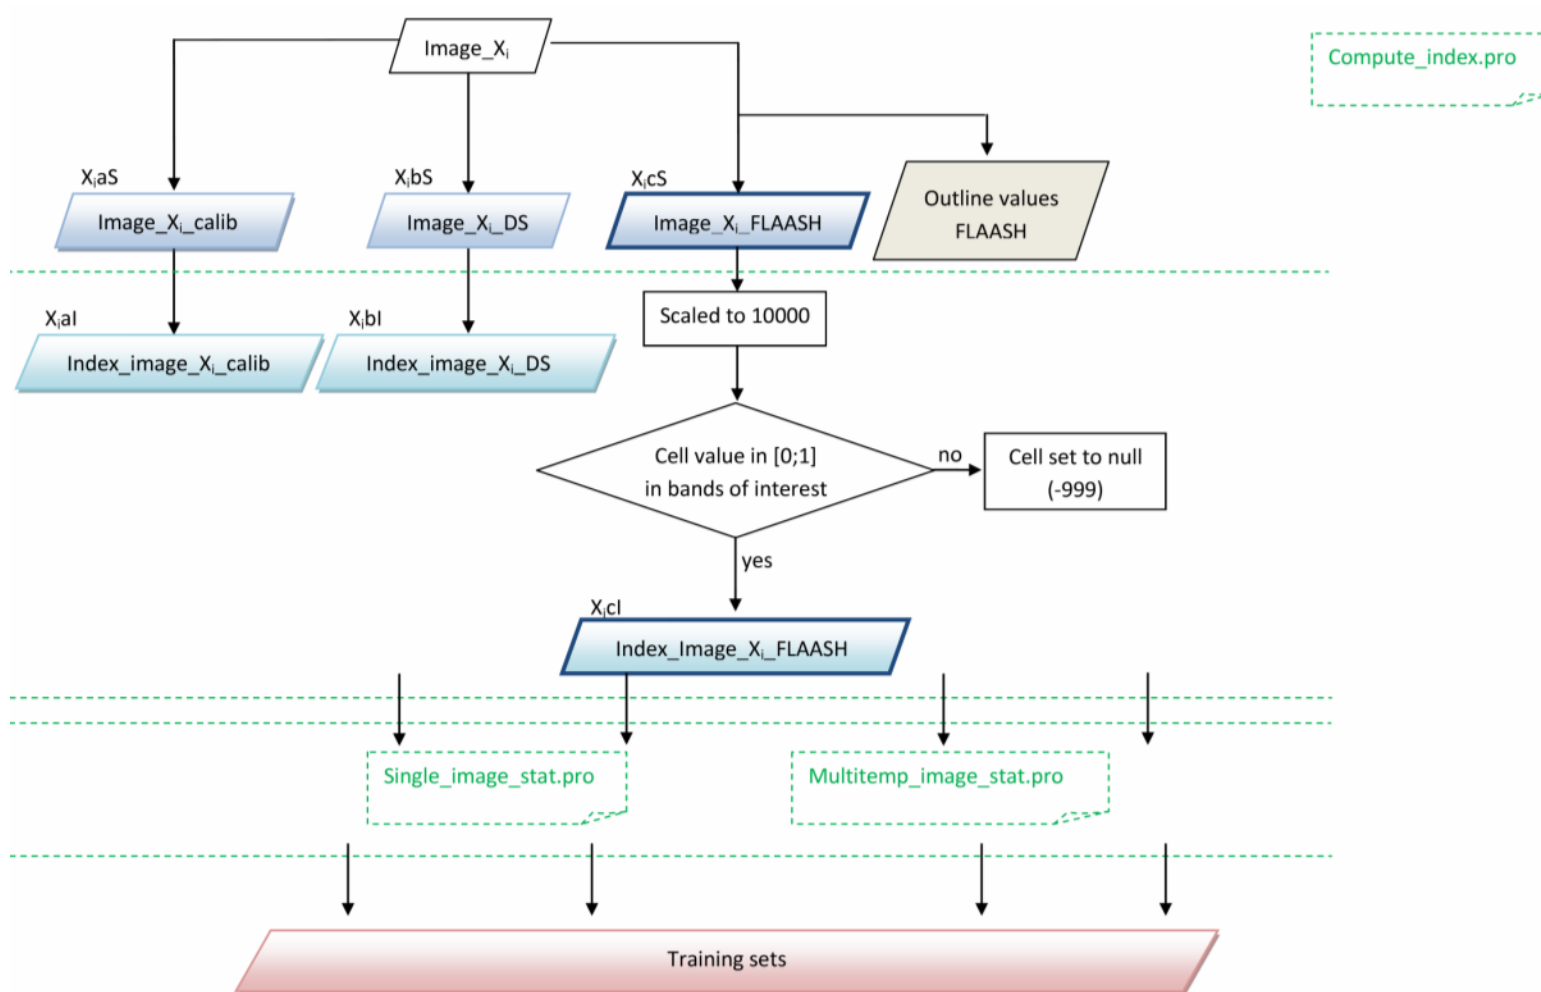 Image_Xᵢ
Compute_index.pro
XᵢaS
XᵢbS
XᵢcS
Image_Xᵢ_calib
Image_Xᵢ_DS
Image_Xᵢ_FLAASH
Outline values
FLAASH
XᵢaI
XᵢbI
Scaled to 10000
Index_image_Xᵢ_calib
Index_image_Xᵢ_DS
Cell value in [0;1]
in bands of interest
no
Cell set to null
(-999)
yes
XᵢcI
Index_Image_Xᵢ_FLAASH
Single_image_stat.pro
Multitemp_image_stat.pro
Training sets